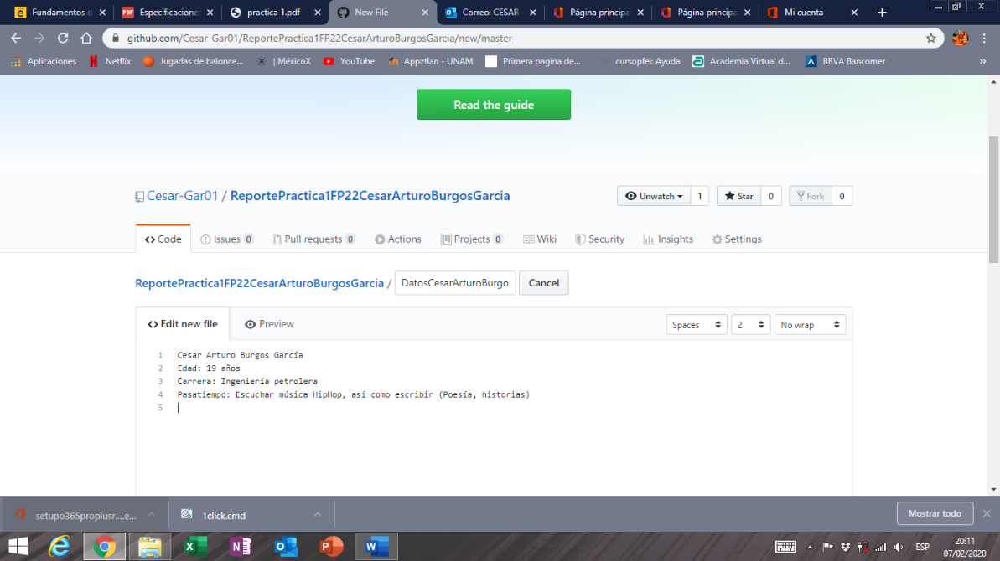 Fundamentos d
Especificaciones
practica 1.pdf
New File
Correo: CESAR A
Página principa
Página principa
Mi cuenta
github.com/Cesar-Gar01/ReportePractica1FP22CesarArturoBurgosGarcia/new/master
Aplicaciones
Netflix
Jugadas de balonce...
| MéxicoX
YouTube
Appztlan - UNAM
Primera pagina de...
cursopfei: Ayuda
Academia Virtual d...
BBVA Bancomer
»
Read the guide
Cesar-Gar01 / ReportePractica1FP22CesarArturoBurgosGarcia
Unwatch 1
Star 0
Fork 0
Code
Issues 0
Pull requests 0
Actions
Projects 0
Wiki
Security
Insights
Settings
ReportePractica1FP22CesarArturoBurgosGarcia / DatosCesarArturoBurgo Cancel
Edit new file
Preview
Spaces
2
No wrap
1 Cesar Arturo Burgos García
2 Edad: 19 años
3 Carrera: Ingeniería petrolera
4 Pasatiempo: Escuchar música HipHop, así como escribir (Poesía, historias)
5
setupo365proplusr....e...
1click.cmd
Mostrar todo
ESP
20:11
07/02/2020